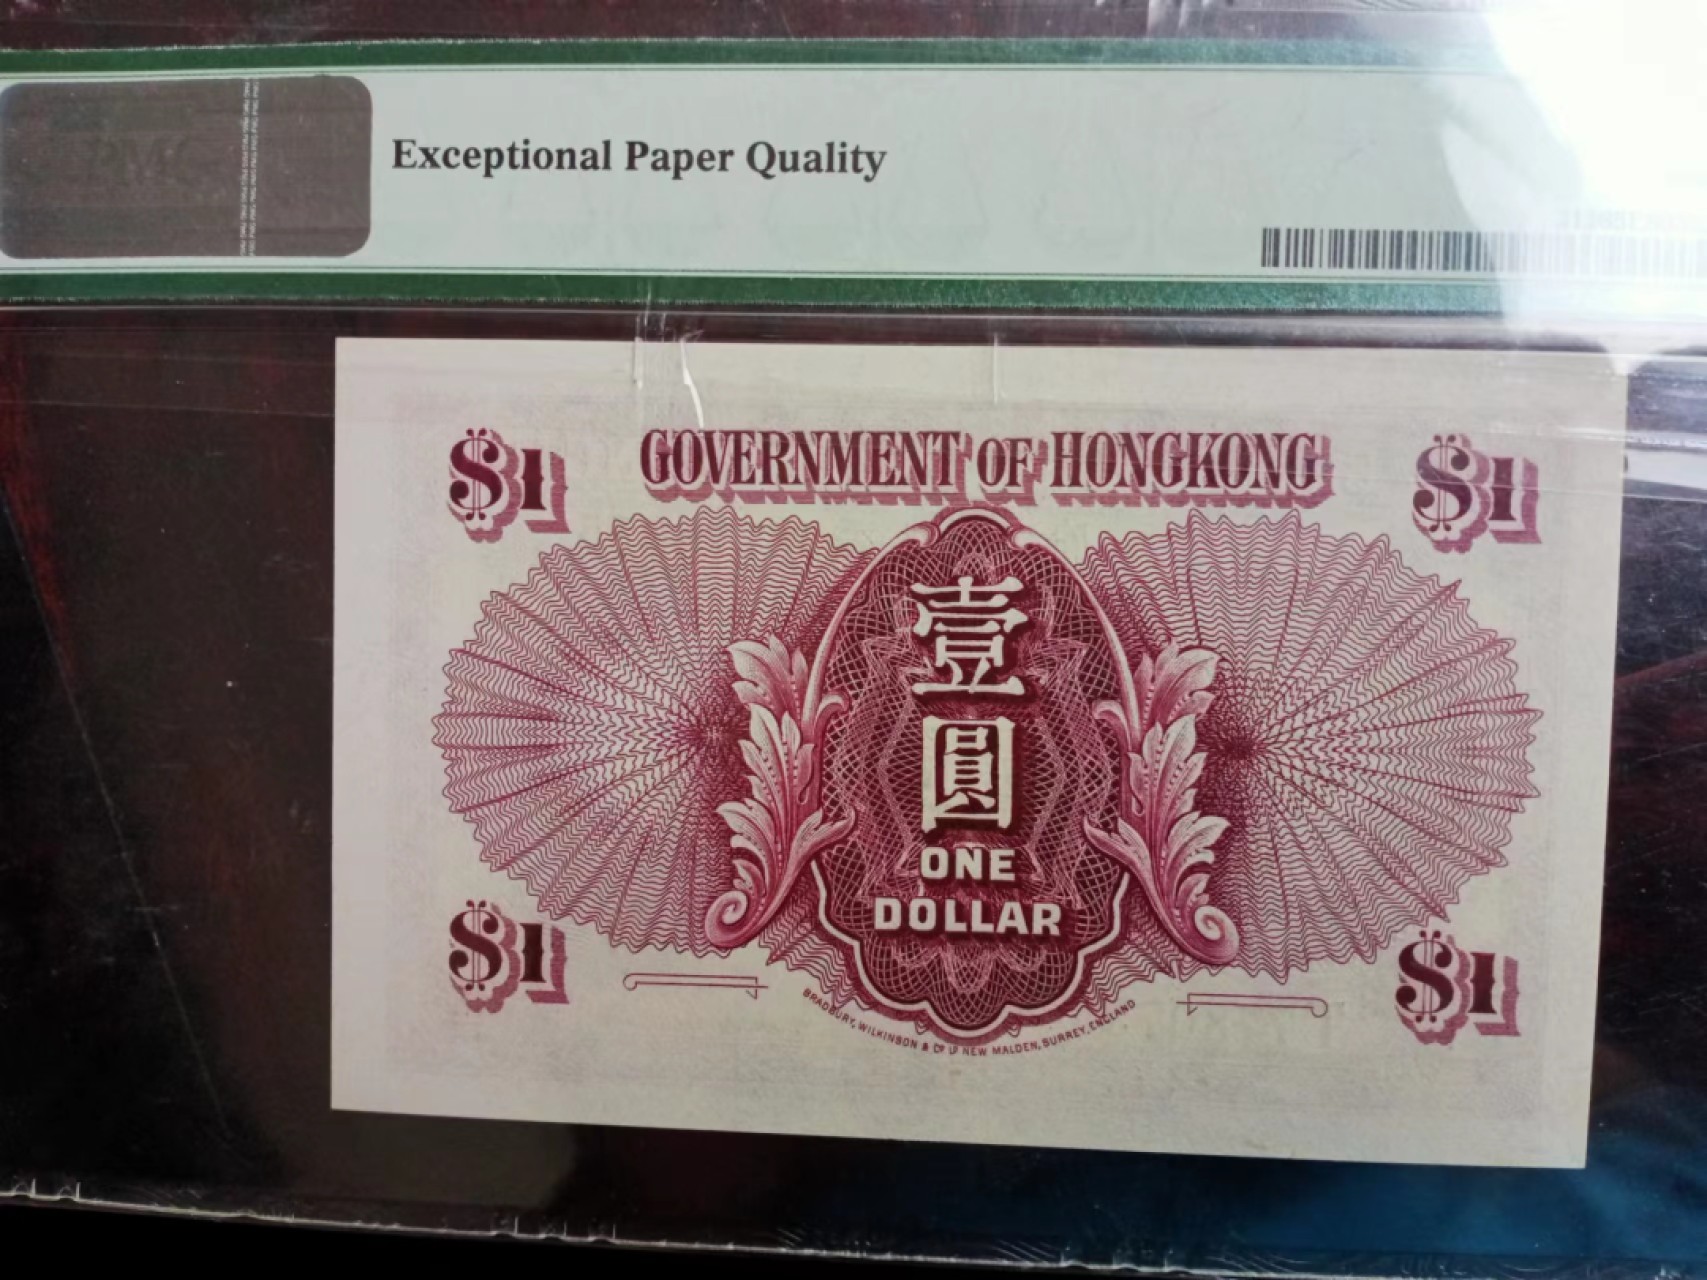 PMG
Exceptional Paper Quality
$1 GOVERNMENT OF HONGKONG $1
壹
圓
ONE
DOLLAR
$1 $1
BRADBURY, WILKINSON & Co Ld NEW MALDEN, SURREY, ENGLAND